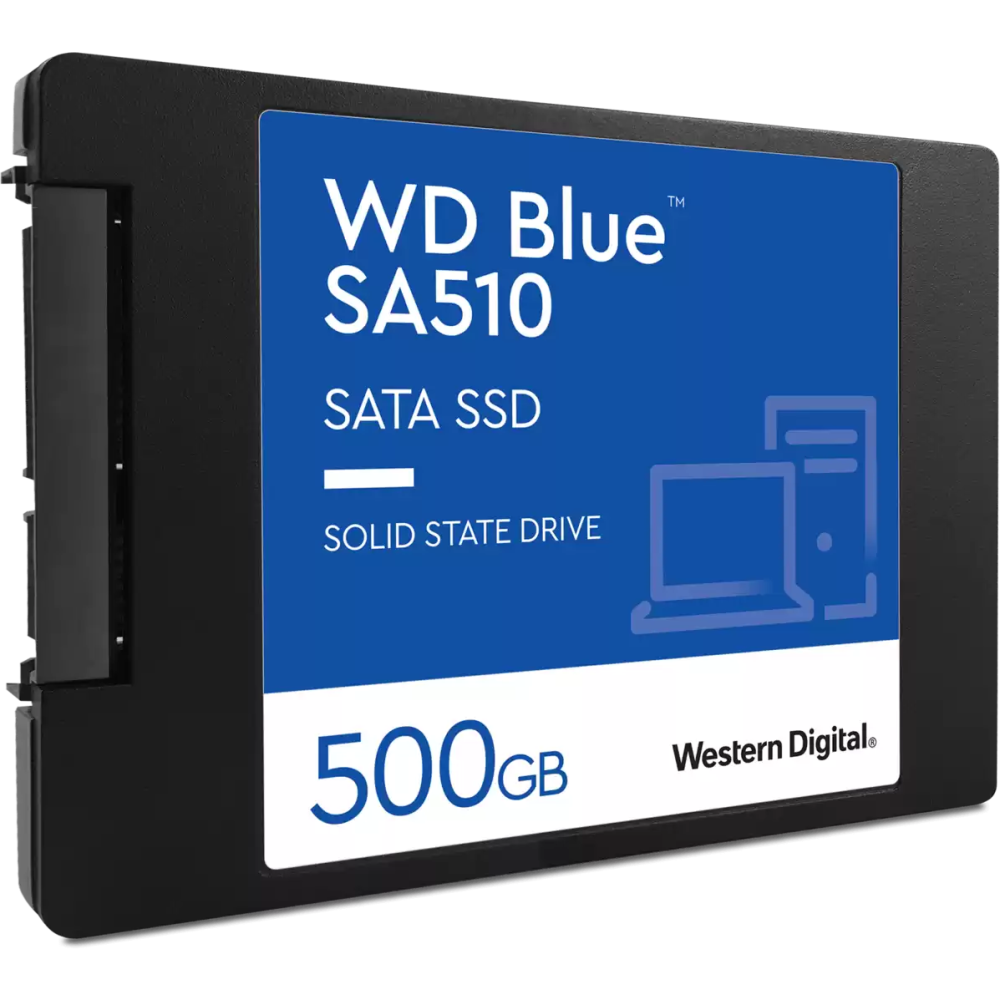 WD Blue™
SA510
SATA SSD
SOLID STATE DRIVE
500GB
Western Digital®